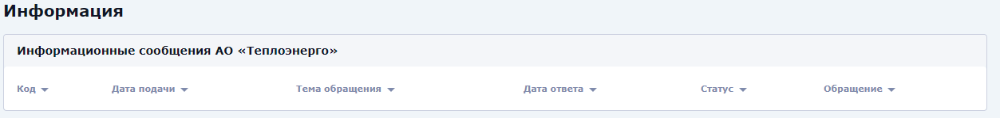 Информация
Информационные сообщения АО «Теплоэнерго»
Код Дата подачи Тема обращения Дата ответа Статус Обращение